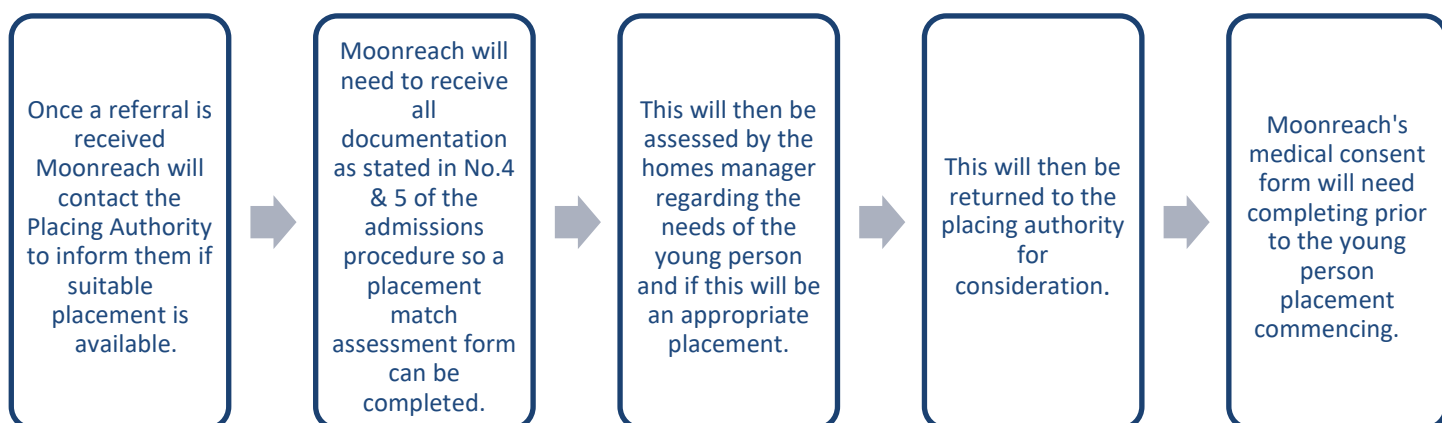 Once a referral is
received
Moonreach will
contact the
Placing Authority
to inform them if
suitable
placement is
available.
Moonreach will
need to receive
all
documentation
as stated in No.4
& 5 of the
admissions
procedure so a
placement
match
assessment form
can be
completed.
This will then be
assessed by the
homes manager
regarding the
needs of the
young person
and if this will be
an appropriate
placement.
This will then be
returned to the
placing authority
for
consideration.
Moonreach's
medical consent
form will need
completing prior
to the young
person
placement
commencing.